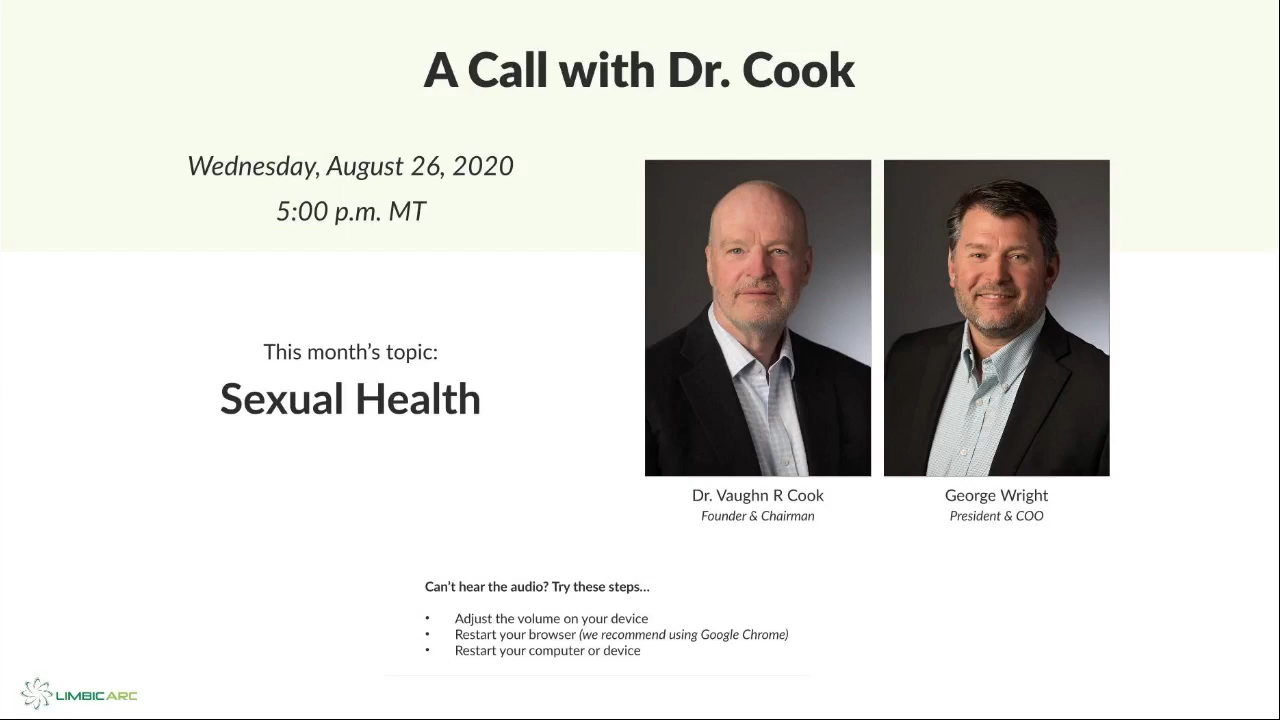 A Call with Dr. Cook
Wednesday, August 26, 2020
5:00 p.m. MT
This month's topic:
Sexual Health
Dr. Vaughn R Cook
Founder & Chairman
George Wright
President & COO
Can't hear the audio? Try these steps...
• Adjust the volume on your device
• Restart your browser (we recommend using Google Chrome)
• Restart your computer or device
LIMBIC ARC